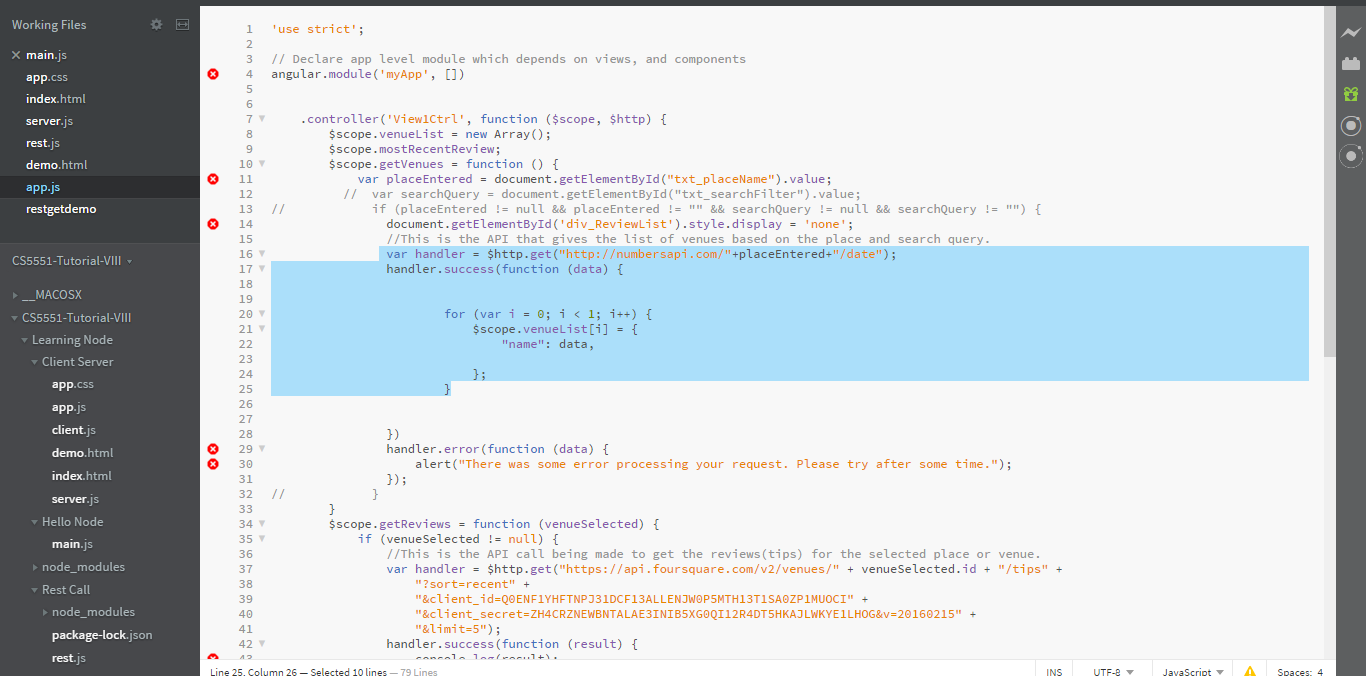 Working Files
main.js
app.css
index.html
server.js
rest.js
demo.html
app.js
restgetdemo
CS5551-Tutorial-VIII
__MACOSX
CS5551-Tutorial-VIII
Learning Node
Client Server
app.css
app.js
client.js
demo.html
index.html
server.js
Hello Node
main.js
node_modules
Rest Call
node_modules
package-lock.json
rest.js
1 'use strict';
2
3 // Declare app level module which depends on views, and components
4 angular.module('myApp', [])
5
6
7 .controller('View1Ctrl', function ($scope, $http) {
8 $scope.venueList = new Array();
9 $scope.mostRecentReview;
10 $scope.getVenues = function () {
11 var placeEntered = document.getElementById("txt_placeName").value;
12 // var searchQuery = document.getElementById("txt_searchFilter").value;
13 // if (placeEntered != null && placeEntered != "" && searchQuery != null && searchQuery != "") {
14 document.getElementById('div_ReviewList').style.display = 'none';
15 //This is the API that gives the list of venues based on the place and search query.
16 var handler = $http.get("http://numbersapi.com/"+placeEntered+"/date");
17 handler.success(function (data) {
18
19
20 for (var i = 0; i < 1; i++) {
21 $scope.venueList[i] = {
22 "name": data,
23
24 };
25 }
26
27
28 })
29 handler.error(function (data) {
30 alert("There was some error processing your request. Please try after some time.");
31 });
32 // }
33 }
34 $scope.getReviews = function (venueSelected) {
35 if (venueSelected != null) {
36 //This is the API call being made to get the reviews(tips) for the selected place or venue.
37 var handler = $http.get("https://api.foursquare.com/v2/venues/" + venueSelected.id + "/tips" +
38 "?sort=recent" +
39 "&client_id=Q0ENF1YHFTNPJ31DCF13ALLENJW0P5MTH13T1SA0ZP1MUOCI" +
40 "&client_secret=ZH4CRZNEWBNTALAE3INIB5XG0QI12R4DT5HKAJLWKYE1LHOG&v=20160215" +
41 "&limit=5");
42 handler.success(function (result) {
43 console.log(result);
Line 25, Column 26 — Selected 10 lines — 79 Lines
INS
UTF-8
JavaScript
Spaces: 4